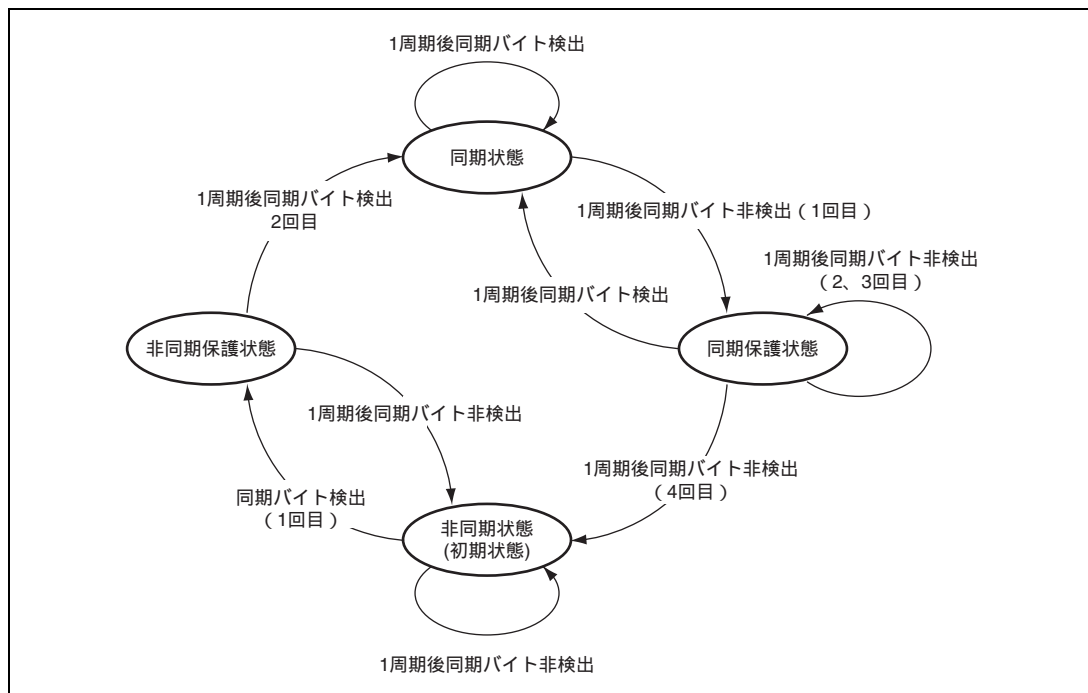 1周期後同期バイト検出
同期状態
1周期後同期バイト検出
2回目
1周期後同期バイト非検出(1回目)
1周期後同期バイト非検出
(2、3回目)
1周期後同期バイト検出
非同期保護状態
同期保護状態
1周期後同期バイト非検出
1周期後同期バイト非検出
(4回目)
同期バイト検出
(1回目)
非同期状態
(初期状態)
1周期後同期バイト非検出